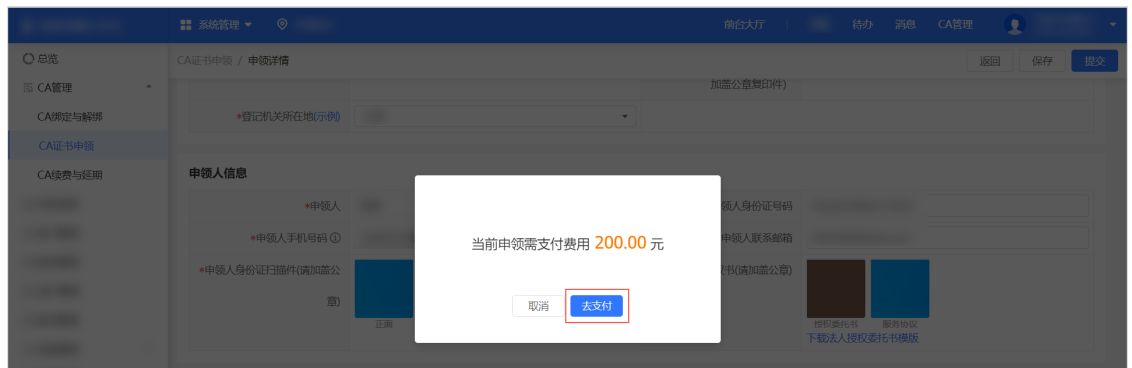 系统管理
前台大厅 待办 消息 CA管理
总览
CA证书申领 / 申领详情
返回 保存 提交
CA管理
加盖公章复印件)
CA绑定与解绑
*登记机关所在地(示例)
CA证书申领
CA续费与延期
申领人信息
*申领人
领人身份证号码
*申领人手机号码
申领人联系邮箱
当前申领需支付费用 200.00 元
*申领人身份证扫描件(请加盖公
章)
书(请加盖公章)
取消 去支付
正面
授权委托书 服务协议
下载法人授权委托书模版